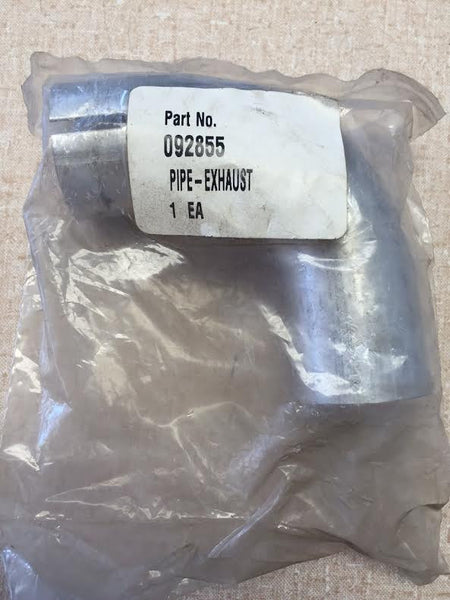 Part No.
092855
PIPE-EXHAUST
1 EA